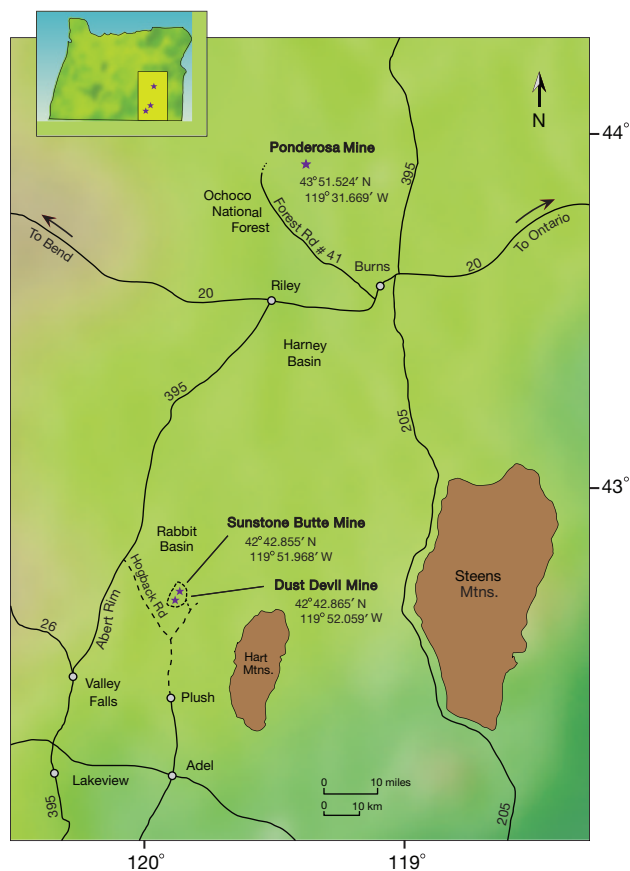 N
44°
Ponderosa Mine
43°51.524′ N
119°31.669′ W
395
Ochoco
National
Forest
Forest Rd # 41
To Bend
To Ontario
Burns
20
Riley
20
Harney
Basin
395
205
43°
Sunstone Butte Mine
42°42.855′ N
119°51.968′ W
Rabbit
Basin
Hogback Rd
Dust Devil Mine
42°42.865′ N
119°52.059′ W
Steens
Mtns.
Abert Rim
26
Hart
Mtns.
Valley
Falls
Plush
Adel
Lakeview
0 10 miles
0 10 km
395
205
120°
119°